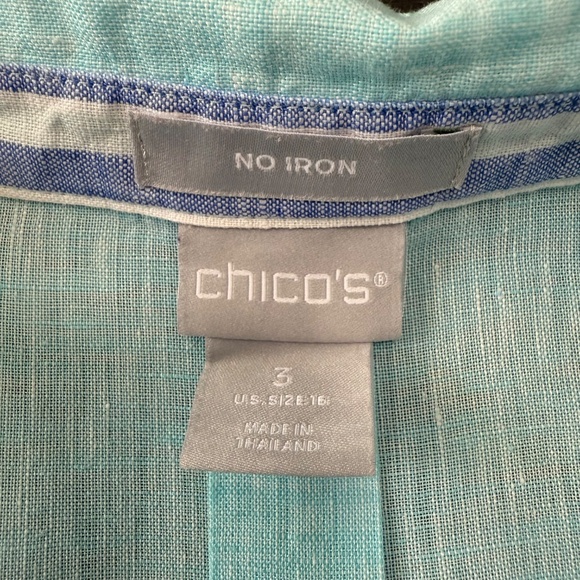 NO IRON
chico's®
3
U.S. SIZE 16
MADE IN
THAILAND